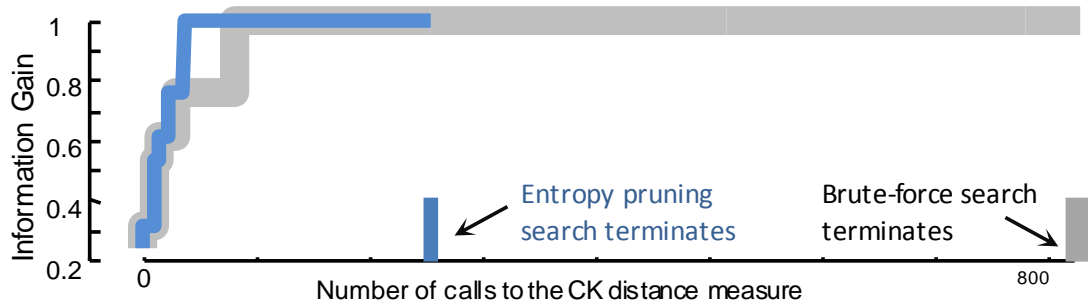 Information Gain
1
0.8
0.6
0.4
0.2
Entropy pruning
search terminates
Brute-force search
terminates
0
800
Number of calls to the CK distance measure